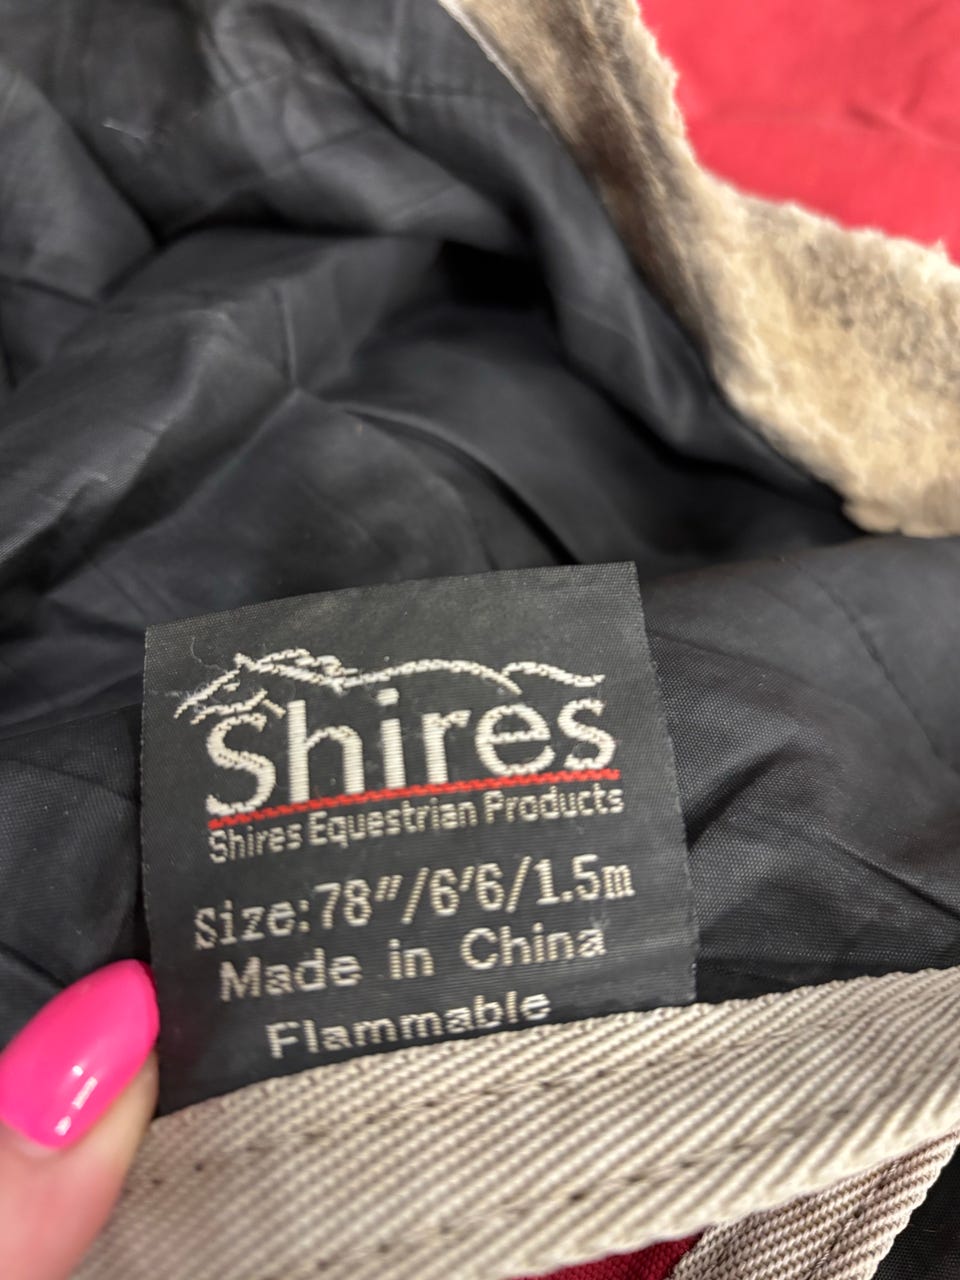 Shires
Shires Equestrian Products
Size:78"/6'6/1.5m
Made in China
Flammable